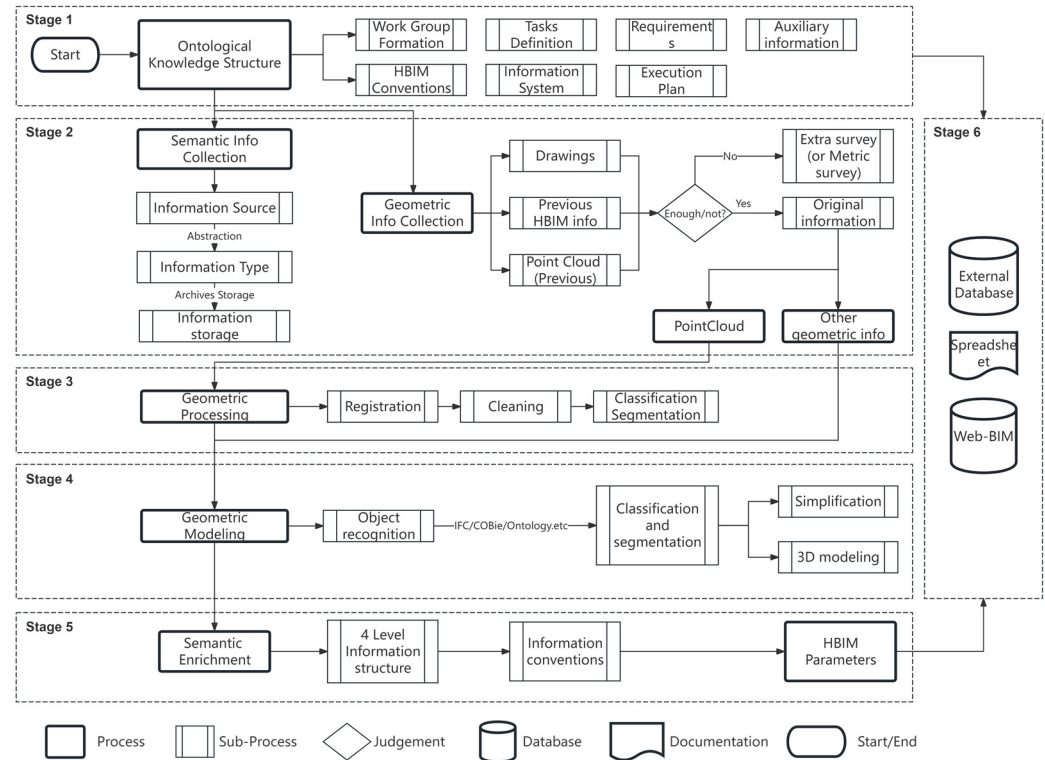 Stage 1
Start
Ontological
Knowledge Structure
Work Group
Formation
Tasks
Definition
Requirement
s
Auxiliary
information
HBIM
Conventions
Information
System
Execution
Plan
Stage 2
Semantic Info
Collection
Information Source
Abstraction
Information Type
Archives Storage
Information
storage
Geometric
Info Collection
Drawings
Previous
HBIM info
Point Cloud
(Previous)
Enough/not?
No
Yes
Extra survey
(or Metric
survey)
Original
information
PointCloud
Other
geometric info
Stage 3
Geometric
Processing
Registration
Cleaning
Classification
Segmentation
Stage 4
Geometric
Modeling
Object
recognition
IFC/COBie/Ontology.etc
Classification
and
segmentation
Simplification
3D modeling
Stage 5
Semantic
Enrichment
4 Level
Information
structure
Information
conventions
HBIM
Parameters
Stage 6
External
Database
Spreadshe
et
Web-BIM
Process
Sub-Process
Judgement
Database
Documentation
Start/End